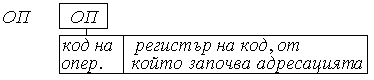 ОП ОП
код на регистър на код, от
опер. който започва адресацията